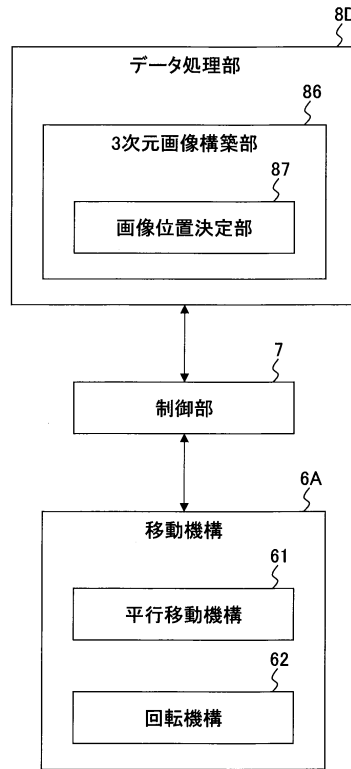 8D
データ処理部
86
3次元画像構築部
87
画像位置決定部
7
制御部
6A
移動機構
61
平行移動機構
62
回転機構